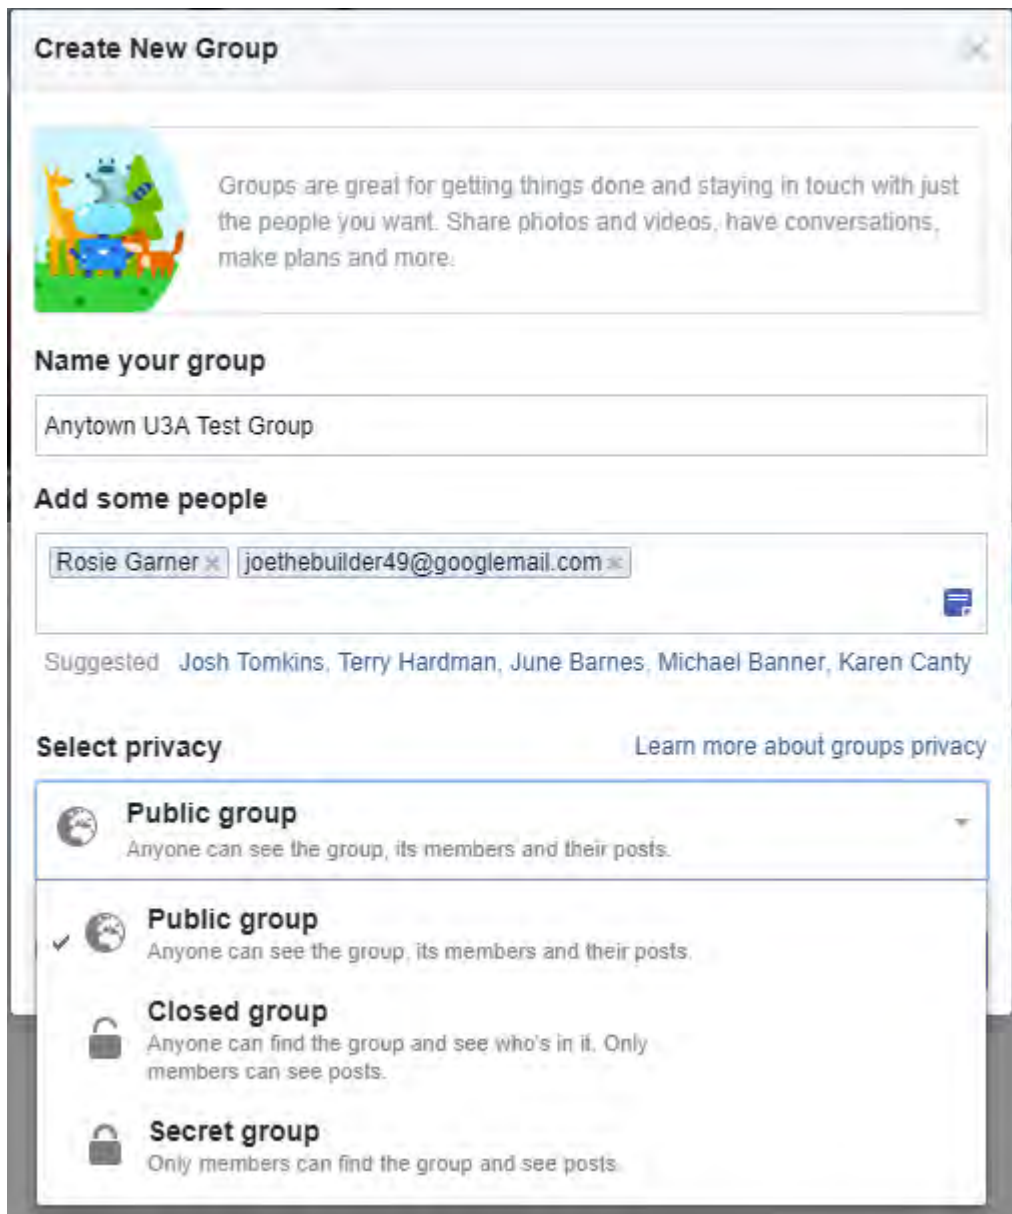 Create New Group
Groups are great for getting things done and staying in touch with just
the people you want. Share photos and videos, have conversations,
make plans and more.
Name your group
Anytown U3A Test Group
Add some people
Rosie Garner joethebuilder49@googlemail.com
Suggested Josh Tomkins, Terry Hardman, June Barnes, Michael Banner, Karen Canty
Select privacy Learn more about groups privacy
Public group
Anyone can see the group, its members and their posts.
Public group
Anyone can see the group, its members and their posts.
Closed group
Anyone can find the group and see who's in it. Only
members can see posts.
Secret group
Only members can find the group and see posts.